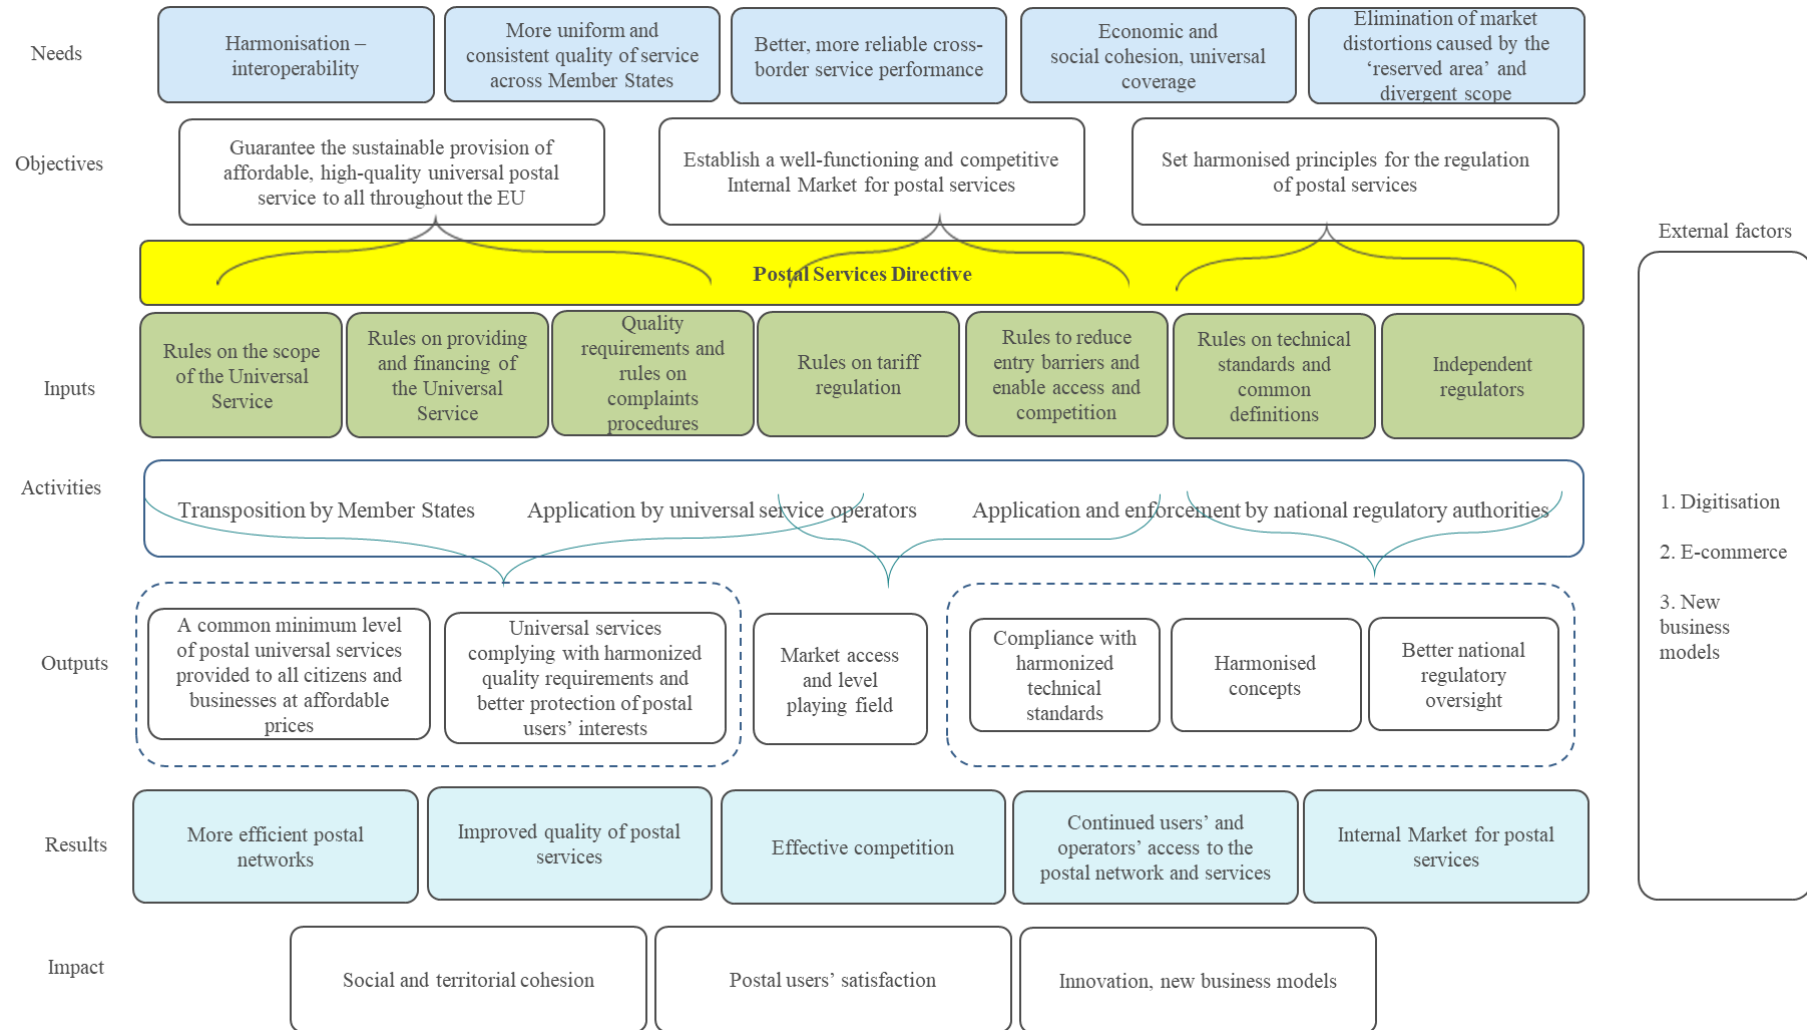 Needs
Harmonisation –
interoperability
More uniform and
consistent quality of service
across Member States
Better, more reliable cross-
border service performance
Economic and
social cohesion, universal
coverage
Elimination of market
distortions caused by the
‘reserved area’ and
divergent scope
Objectives
Guarantee the sustainable provision of
affordable, high-quality universal postal
service to all throughout the EU
Establish a well-functioning and competitive
Internal Market for postal services
Set harmonised principles for the regulation
of postal services
External factors
Postal Services Directive
Inputs
Rules on the scope
of the Universal
Service
Rules on providing
and financing of
the Universal
Service
Quality
requirements and
rules on
complaints
procedures
Rules on tariff
regulation
Rules to reduce
entry barriers and
enable access and
competition
Rules on technical
standards and
common
definitions
Independent
regulators
Activities
Transposition by Member States
Application by universal service operators
Application and enforcement by national regulatory authorities
1. Digitisation
2. E-commerce
3. New
business
models
Outputs
A common minimum level
of postal universal services
provided to all citizens and
businesses at affordable
prices
Universal services
complying with harmonized
quality requirements and
better protection of postal
users’ interests
Market access
and level
playing field
Compliance with
harmonized
technical
standards
Harmonised
concepts
Better national
regulatory
oversight
Results
More efficient postal
networks
Improved quality of postal
services
Effective competition
Continued users’ and
operators’ access to the
postal network and services
Internal Market for postal
services
Impact
Social and territorial cohesion
Postal users’ satisfaction
Innovation, new business models